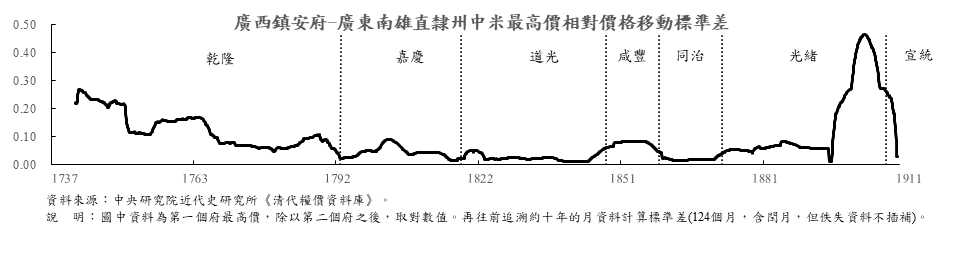 廣西鎮安府-廣東南雄直隸州中米最高價相對價格移動標準差
0.50
0.40
0.30
0.20
0.10
0.00
乾隆 嘉慶 道光 咸豐 同治 光緒 宣統
1737 1763 1792 1822 1851 1881 1911
資料來源：中央研究院近代史研究所《清代糧價資料庫》。
說　明：圖中資料為第一個府最高價，除以第二個府之後，取對數值。再往前追溯約十年的月資料計算標準差(124個月，含閏月，但佚失資料不插補)。